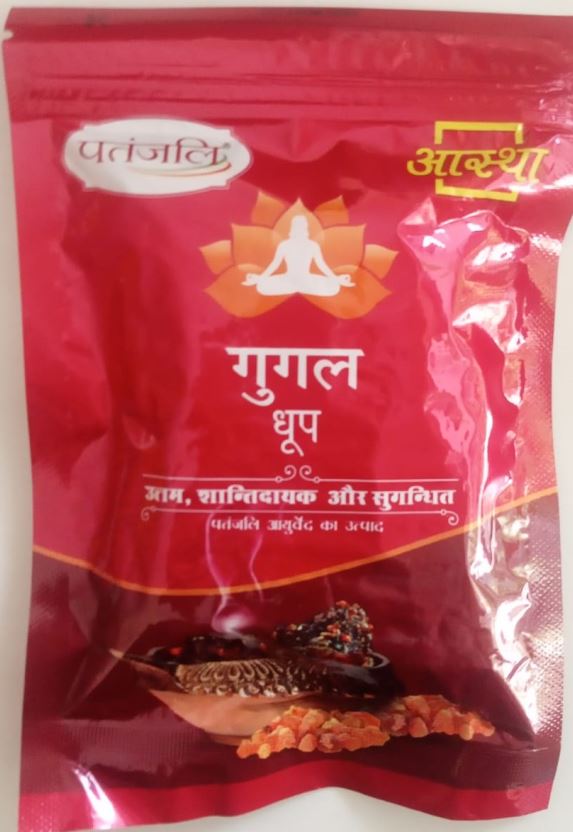 पतंजलि®
आस्था
गुगल
धूप
उत्तम, शान्तिदायक और सुगन्धित
पतंजलि आयुर्वेद का उत्पाद